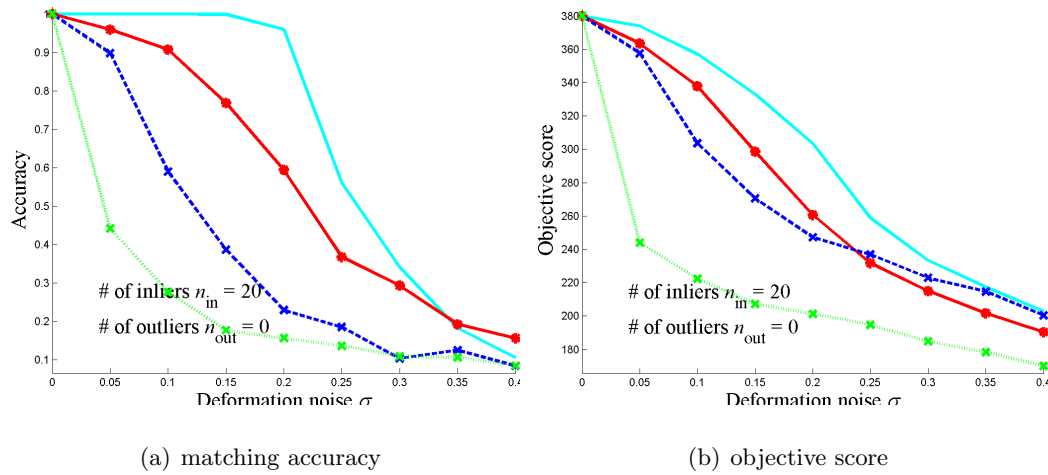 1
0.9
0.8
0.7
0.6
0.5
0.4
0.3
0.2
0.1
Accuracy
# of inliers n_in = 20
# of outliers n_out = 0
0 0.05 0.1 0.15 0.2 0.25 0.3 0.35 0.4
Deformation noise σ
(a) matching accuracy
380
360
340
320
300
280
260
240
220
200
180
Objective score
# of inliers n_in = 20
# of outliers n_out = 0
0 0.05 0.1 0.15 0.2 0.25 0.3 0.35 0.4
Deformation noise σ
(b) objective score